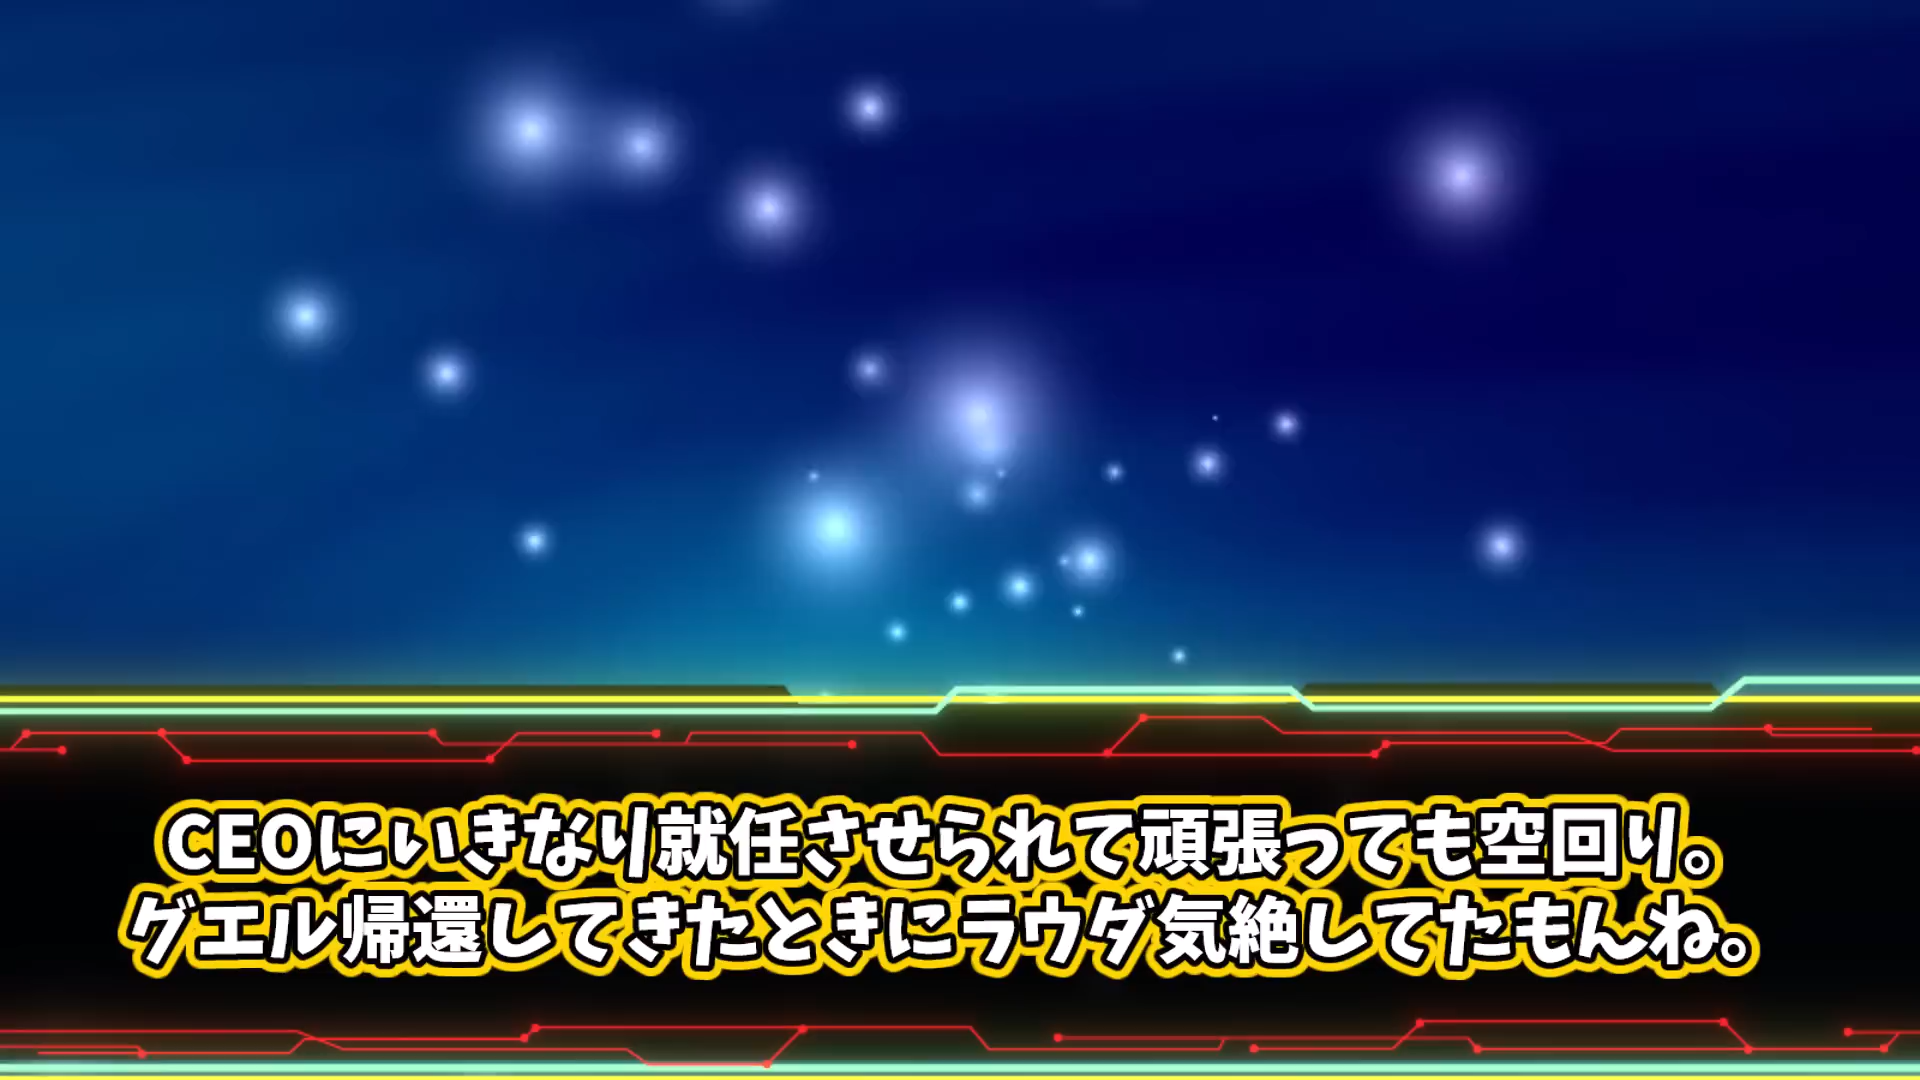 CEOにいきなり就任させられて頑張っても空回り。
グエル帰還してきたときにラウダ気絶してたもんね。